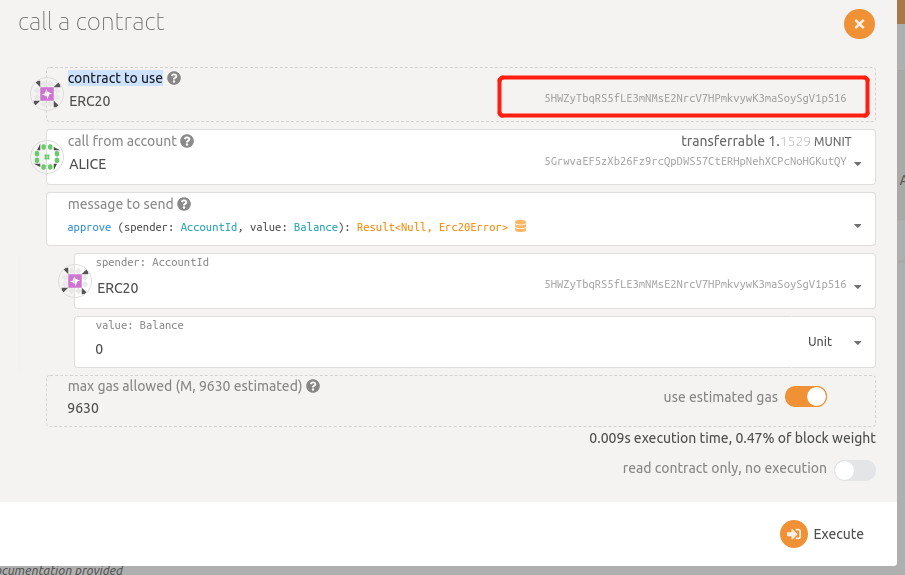 call a contract
contract to use
ERC20
5HWZyTbqRS5fLE3mNMsE2NrcV7HPmkvywK3maSoySgV1p516
call from account
transferrable 1.1529 MUNIT
ALICE
5GrwvaEF5zXb26Fz9rcQpDWS57CtERHpNehXCPcNoHGKutQY
message to send
approve (spender: AccountId, value: Balance): Result<Null, Erc20Error>
spender: AccountId
ERC20
5HWZyTbqRS5fLE3mNMsE2NrcV7HPmkvywK3maSoySgV1p516
value: Balance
0
Unit
max gas allowed (M, 9630 estimated)
9630
use estimated gas
0.009s execution time, 0.47% of block weight
read contract only, no execution
Execute
ocumentation provided